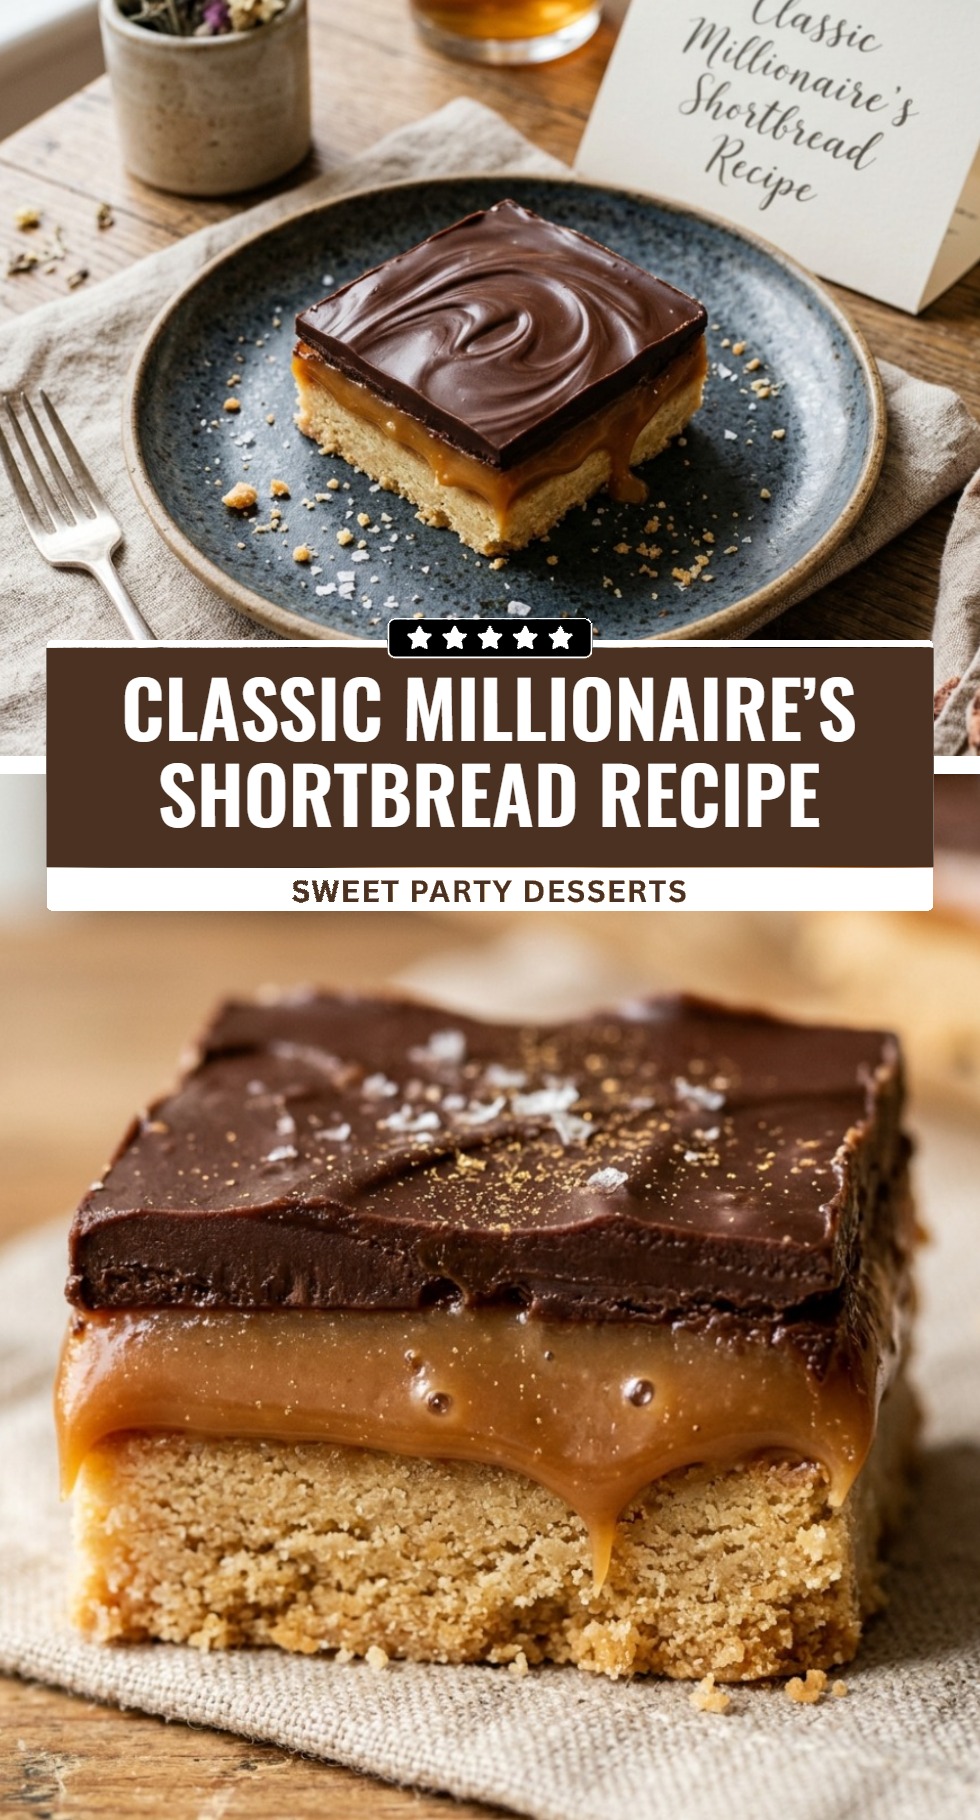 Classic
Millionaire's
Shortbread
Recipe
CLASSIC MILLIONAIRE’S
SHORTBREAD RECIPE
SWEET PARTY DESSERTS